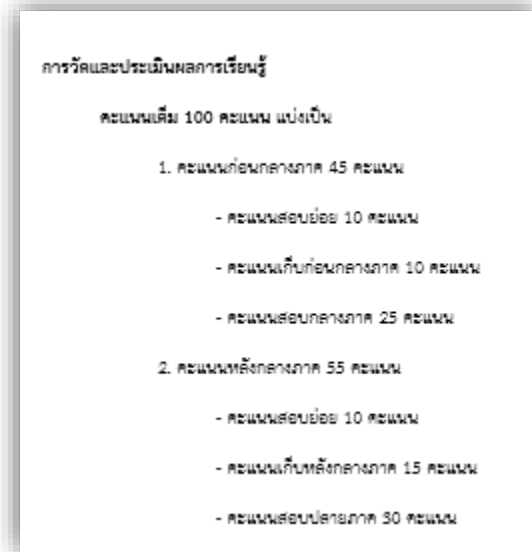 การวัดและประเมินผลการเรียนรู้
คะแนนเต็ม 100 คะแนน แบ่งเป็น
1. คะแนนก่อนกลางภาค 45 คะแนน
- คะแนนสอบย่อย 10 คะแนน
- คะแนนเก็บก่อนกลางภาค 10 คะแนน
- คะแนนสอบกลางภาค 25 คะแนน
2. คะแนนหลังกลางภาค 55 คะแนน
- คะแนนสอบย่อย 10 คะแนน
- คะแนนเก็บหลังกลางภาค 15 คะแนน
- คะแนนสอบปลายภาค 30 คะแนน